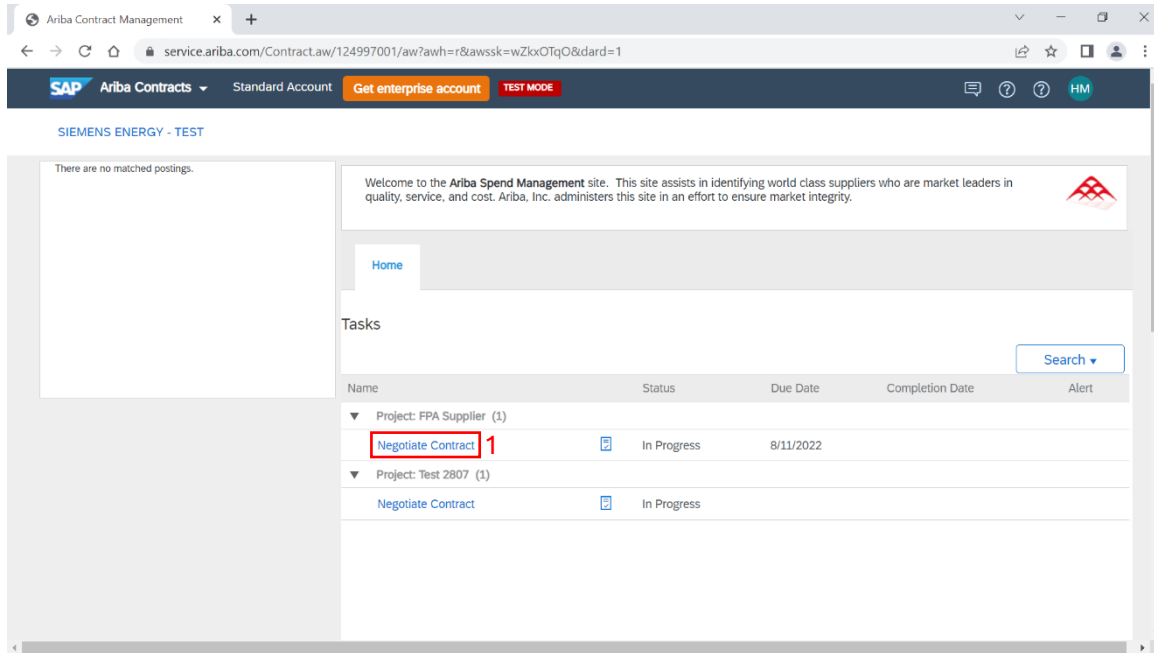 Ariba Contract Management
service.ariba.com/Contract.aw/124997001/aw?awh=r&awssk=wZkxOTqO&dard=1
SAP Ariba Contracts Standard Account Get enterprise account TEST MODE HM
SIEMENS ENERGY - TEST
There are no matched postings.
Welcome to the Ariba Spend Management site. This site assists in identifying world class suppliers who are market leaders in
quality, service, and cost. Ariba, Inc. administers this site in an effort to ensure market integrity.
Home
Tasks
Search
Name Status Due Date Completion Date Alert
Project: FPA Supplier (1)
Negotiate Contract 1 In Progress 8/11/2022
Project: Test 2807 (1)
Negotiate Contract In Progress